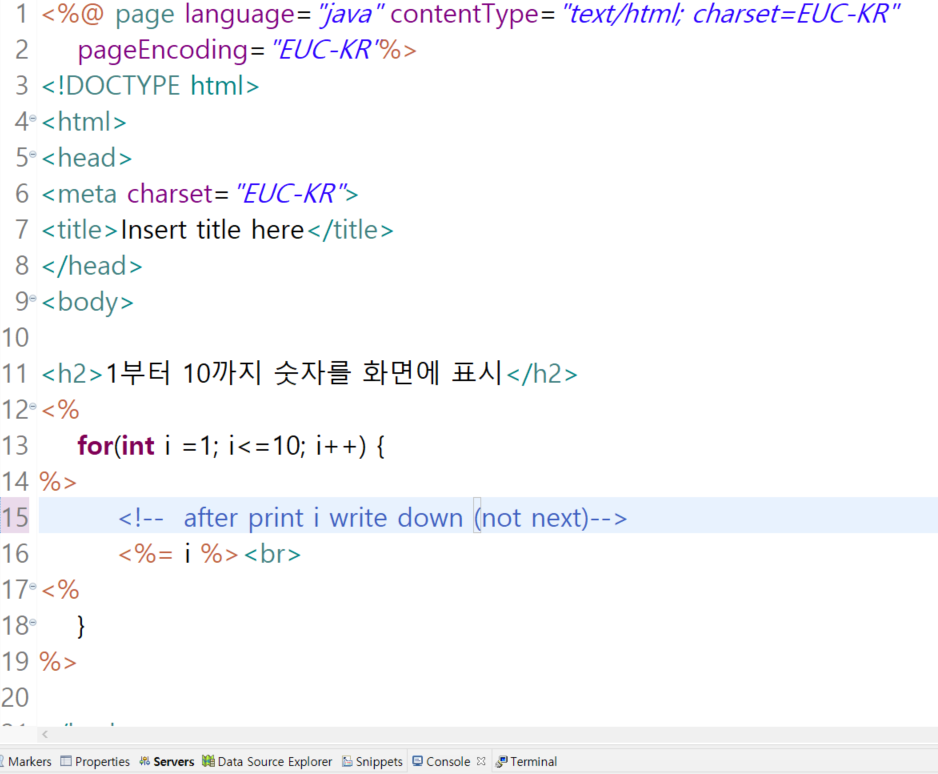 1 <%@ page language="java" contentType="text/html; charset=EUC-KR"
2 pageEncoding="EUC-KR"%>
3 <!DOCTYPE html>
4 <html>
5 <head>
6 <meta charset="EUC-KR">
7 <title>Insert title here</title>
8 </head>
9 <body>
10
11 <h2>1부터 10까지 숫자를 화면에 표시</h2>
12 <%
13 for(int i =1; i<=10; i++) {
14 %>
15 <!--  after print i write down (not next)-->
16 <%= i %><br>
17 <%
18 }
19 %>
20
Markers Properties Servers Data Source Explorer Snippets Console Terminal